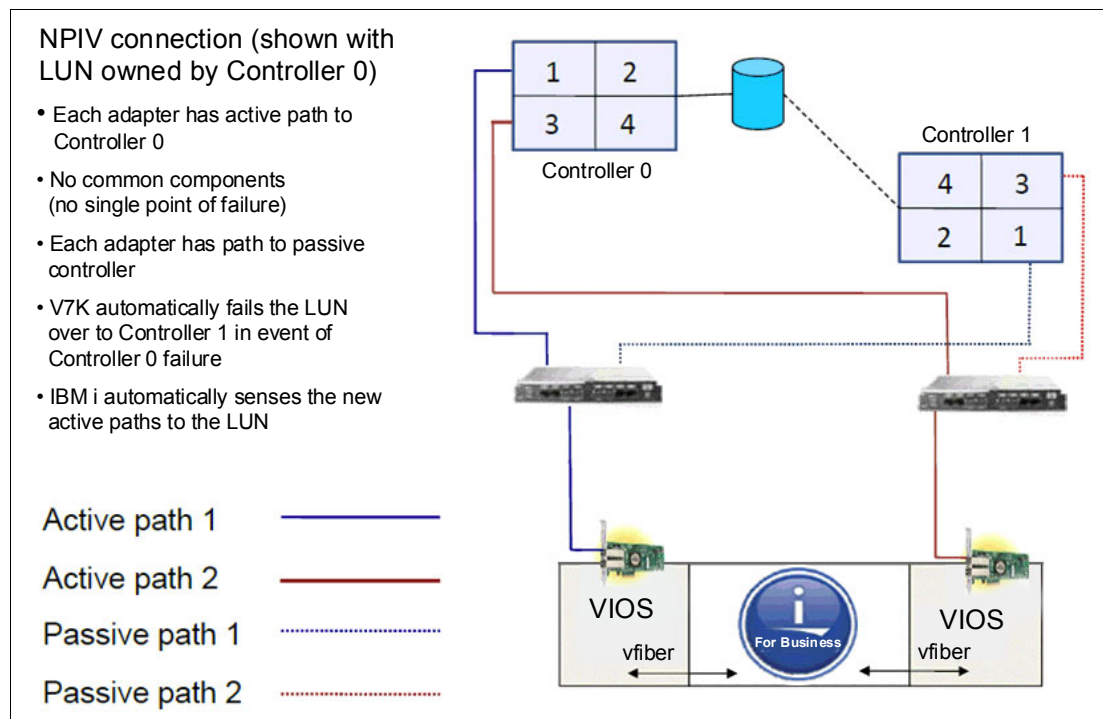 NPIV connection (shown with
LUN owned by Controller 0)
• Each adapter has active path to
Controller 0
• No common components
(no single point of failure)
• Each adapter has path to passive
controller
• V7K automatically fails the LUN
over to Controller 1 in event of
Controller 0 failure
• IBM i automatically senses the new
active paths to the LUN
1 2
3 4
Controller 0
Controller 1
4 3
2 1
Active path 1
Active path 2
Passive path 1
Passive path 2
VIOS
vfiber
i
For Business
VIOS
vfiber